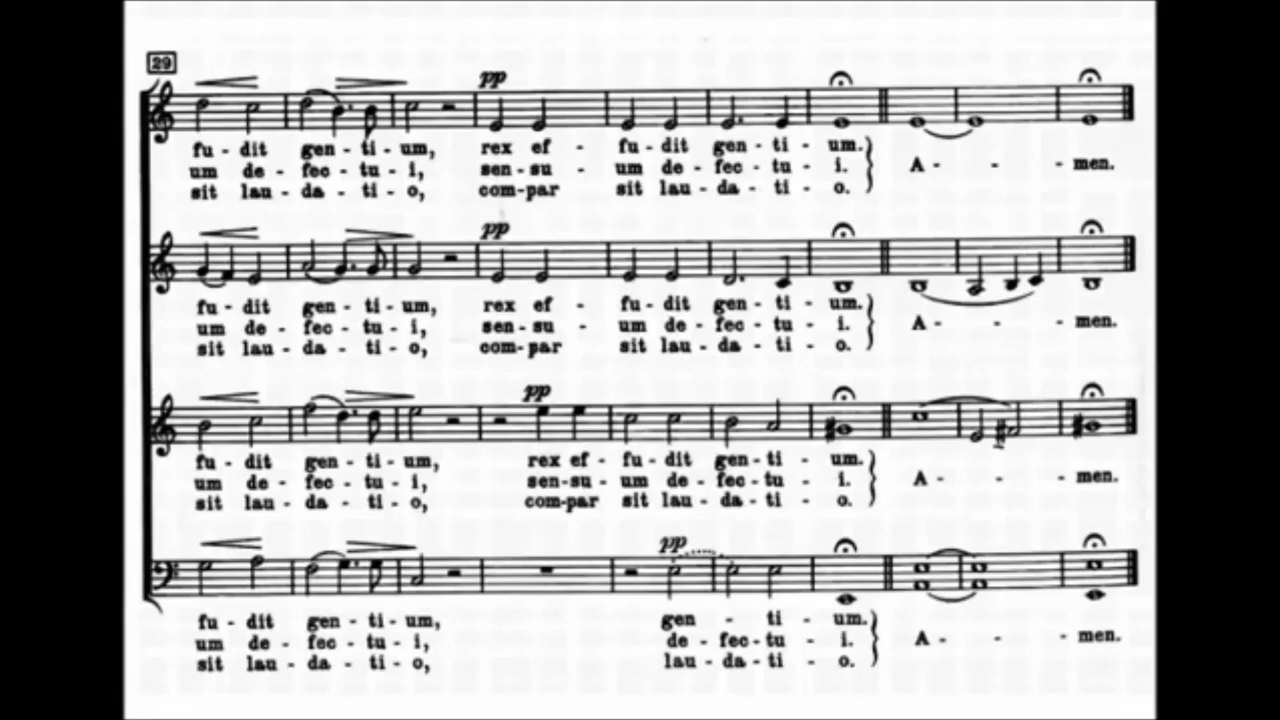 29
pp
fu - dit gen - ti - um, rex ef - fu - dit gen - ti - um.
um de - fec - tu - i, sen-su - um de - fec - tu - i. A - - - men.
sit lau - da - ti - o, com-par sit lau - da - ti - o.
pp
fu - dit gen - ti - um, rex ef - fu - dit gen - ti - um.
um de - fec - tu - i, sen-su - um de - fec - tu - i. A - - men.
sit lau - da - ti - o, com-par sit lau - da - ti - o.
pp
fu - dit gen - ti - um, rex ef - fu - dit gen - ti - um.
um de - fec - tu - i, sen-su - um de - fec - tu - i. A - - - men.
sit lau - da - ti - o, com-par sit lau - da - ti - o.
pp
fu - dit gen - ti - um, gen - ti - um.
um de - fec - tu - i, de - fec - tu - i. A - - - men.
sit lau - da - ti - o, lau - da - ti - o.